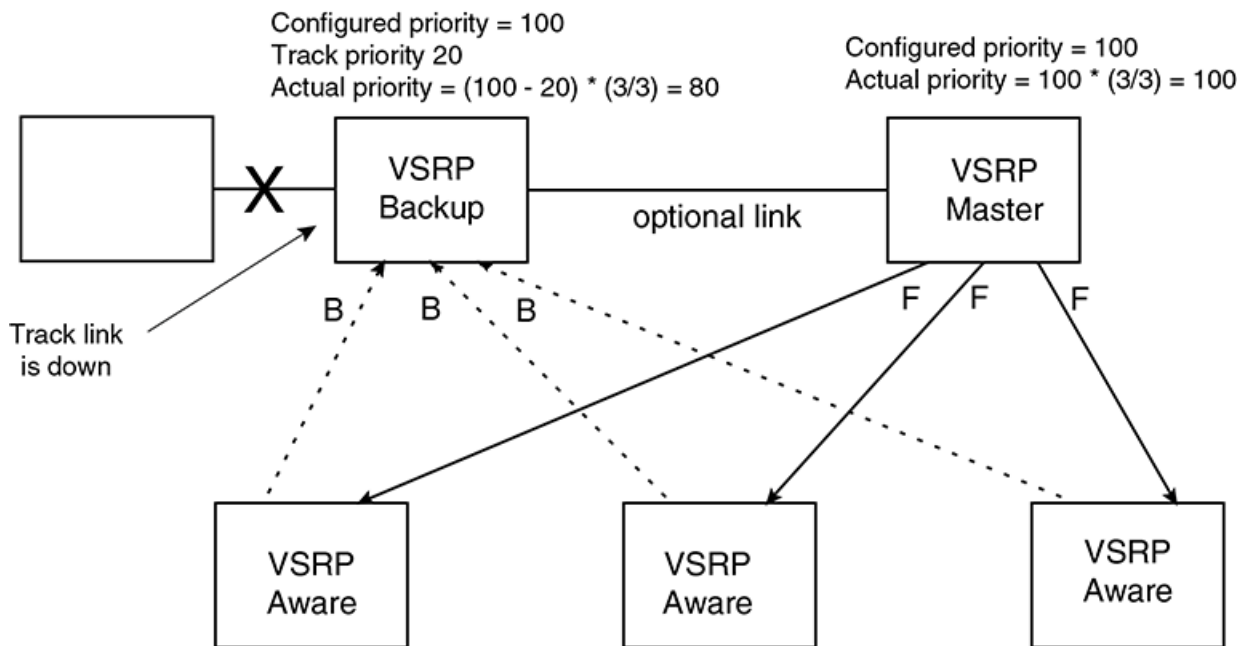 Configured priority = 100
Track priority 20
Actual priority = (100 - 20) * (3/3) = 80
Configured priority = 100
Actual priority = 100 * (3/3) = 100
VSRP
Backup
VSRP
Master
X
optional link
Track link
is down
B
B
B
F
F
F
VSRP
Aware
VSRP
Aware
VSRP
Aware